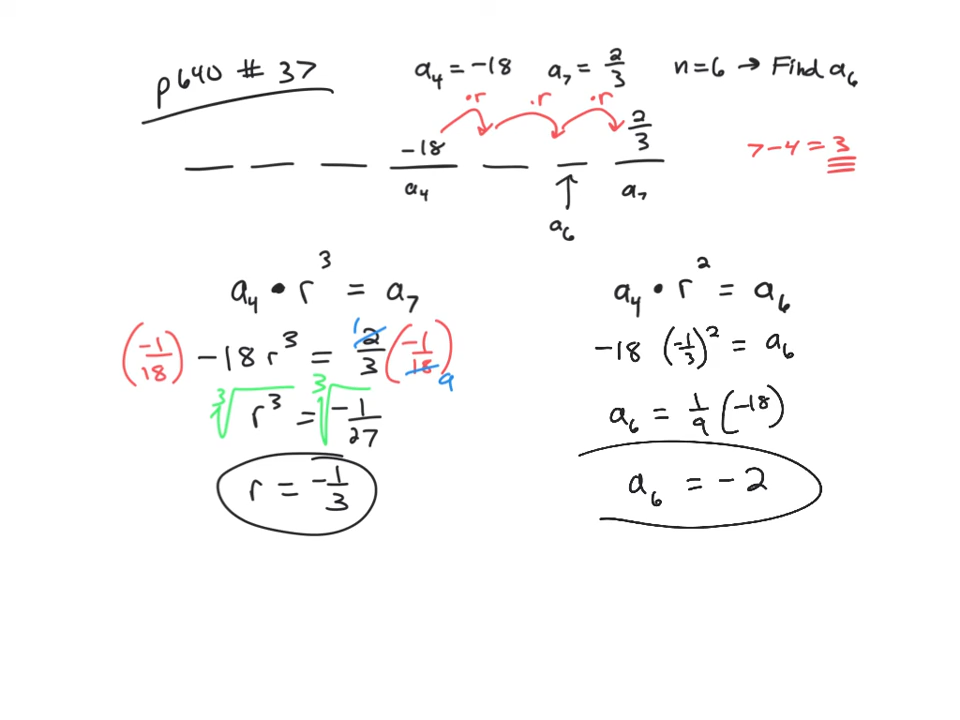 p640 # 37
a₄ = -18  a₇ = 2/3  n=6 → Find a₆
·r ·r ·r
-18  2/3
7-4 = 3
a₄  a₇
a₆
a₄ • r³ = a₇
(-1/18) -18 r³ = 2/3 (-1/18)
1 9
∛r³ = ∛-1/27
r = -1/3
a₄ • r² = a₆
-18 (-1/3)² = a₆
a₆ = 1/9 (-18)
a₆ = -2